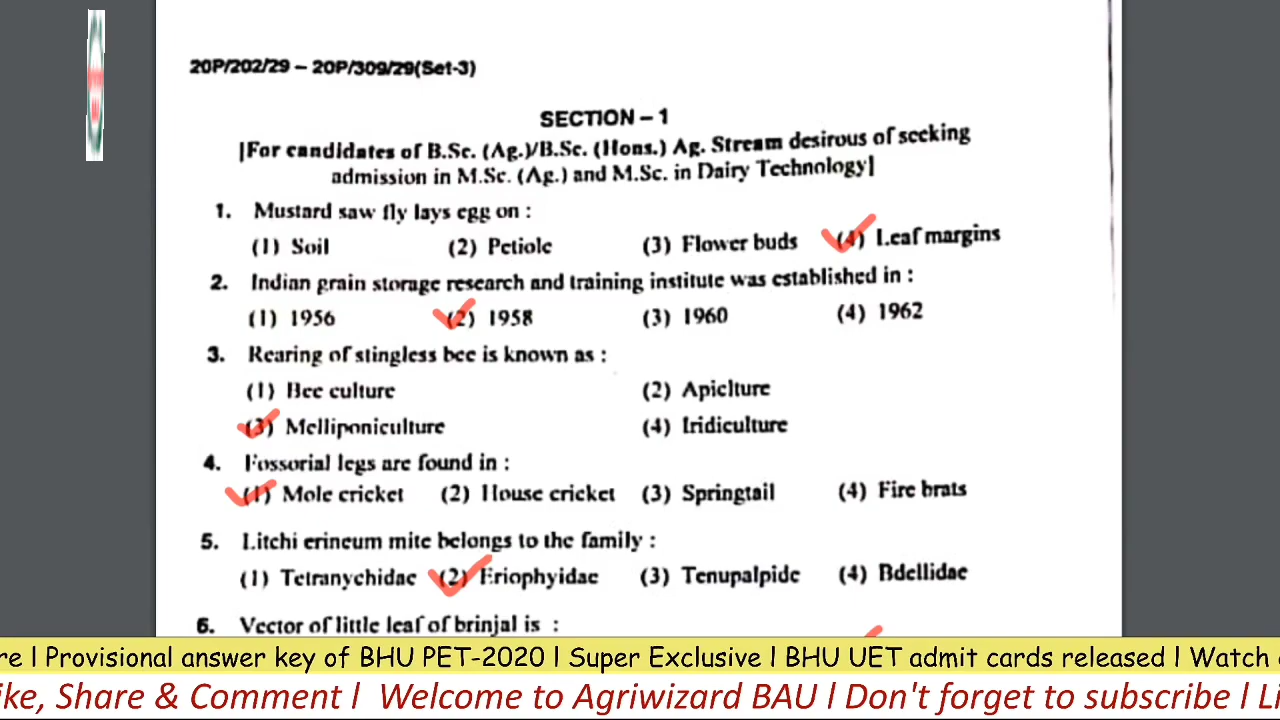 20P/202/29 – 20P/309/29(Set-3)
SECTION – 1
[For candidates of B.Sc. (Ag.)/B.Sc. (Hons.) Ag. Stream desirous of seeking
admission in M.Sc. (Ag.) and M.Sc. in Dairy Technology]
1. Mustard saw fly lays egg on :
(1) Soil (2) Petiole (3) Flower buds (4) Leaf margins
2. Indian grain storage research and training institute was established in :
(1) 1956 (2) 1958 (3) 1960 (4) 1962
3. Rearing of stingless bee is known as :
(1) Bee culture (2) Apiclture
(3) Melliponiculture (4) Iridiculture
4. Fossorial legs are found in :
(1) Mole cricket (2) House cricket (3) Springtail (4) Fire brats
5. Litchi erineum mite belongs to the family :
(1) Tetranychidae (2) Eriophyidae (3) Tenupalpide (4) Bdellidae
6. Vector of little leaf of brinjal is :
re l Provisional answer key of BHU PET-2020 l Super Exclusive l BHU UET admit cards released l Watch
ike, Share & Comment l Welcome to Agriwizard BAU l Don't forget to subscribe l Li